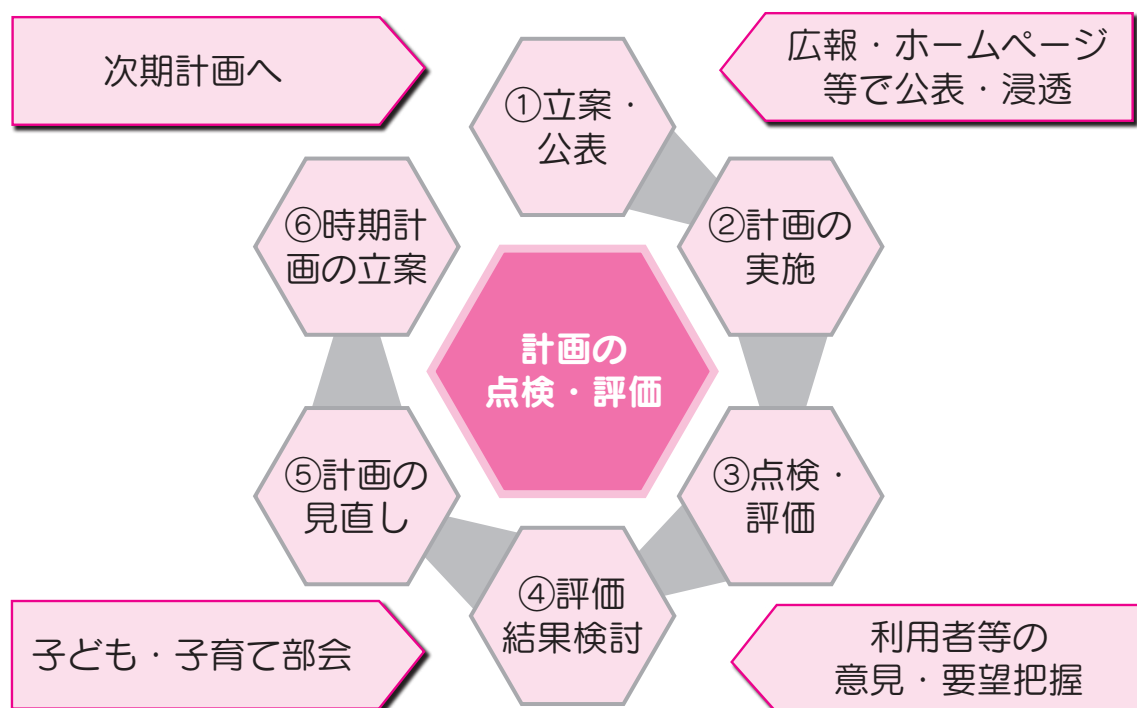 次期計画へ
広報・ホームページ
等で公表・浸透
①立案・
公表
②計画の
実施
⑥時期計
画の立案
計画の
点検・評価
③点検・
評価
⑤計画の
見直し
④評価
結果検討
子ども・子育て部会
利用者等の
意見・要望把握